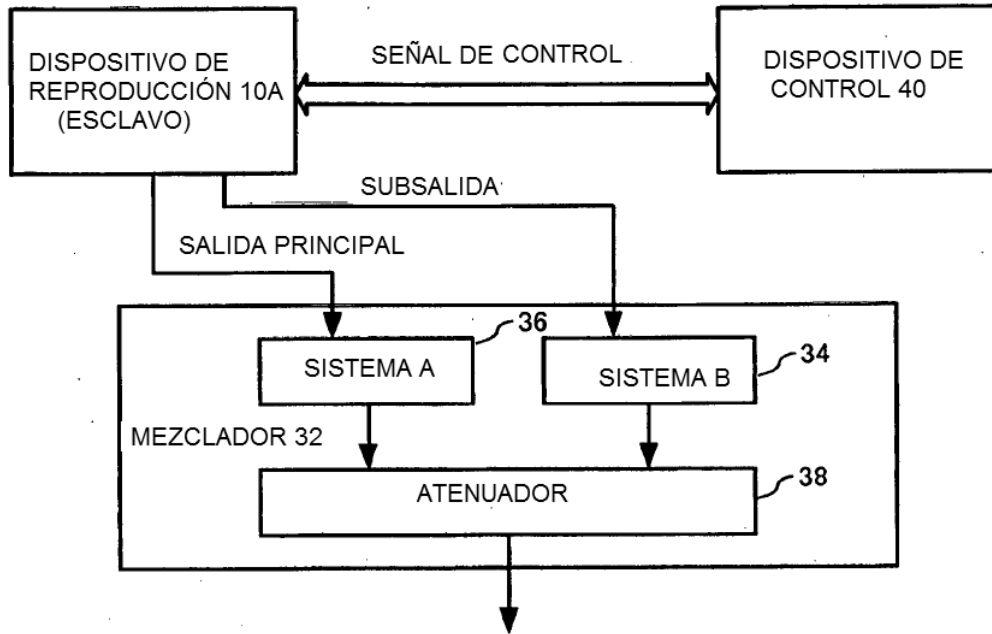 DISPOSITIVO DE
REPRODUCCIÓN 10A
(ESCLAVO)
SEÑAL DE CONTROL
DISPOSITIVO DE
CONTROL 40
SUBSALIDA
SALIDA PRINCIPAL
36
SISTEMA A
34
SISTEMA B
MEZCLADOR 32
ATENUADOR
38